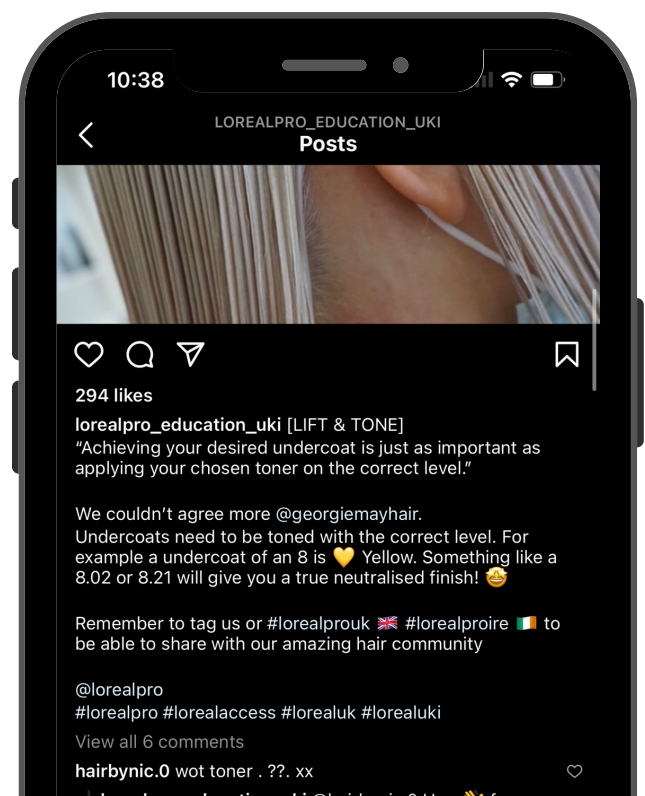 10:38
LOREALPRO_EDUCATION_UKI
Posts
294 likes
lorealpro_education_uki [LIFT & TONE]
“Achieving your desired undercoat is just as important as
applying your chosen toner on the correct level.”
We couldn’t agree more @georgiemayhair.
Undercoats need to be toned with the correct level. For
example a undercoat of an 8 is 💛 Yellow. Something like a
8.02 or 8.21 will give you a true neutralised finish! 🤩
Remember to tag us or #lorealprouk 🇬🇧 #lorealproire 🇮🇪 to
be able to share with our amazing hair community
@lorealpro
#lorealpro #lorealaccess #lorealuk #lorealuki
View all 6 comments
hairbynic.0 wot toner . ??. xx